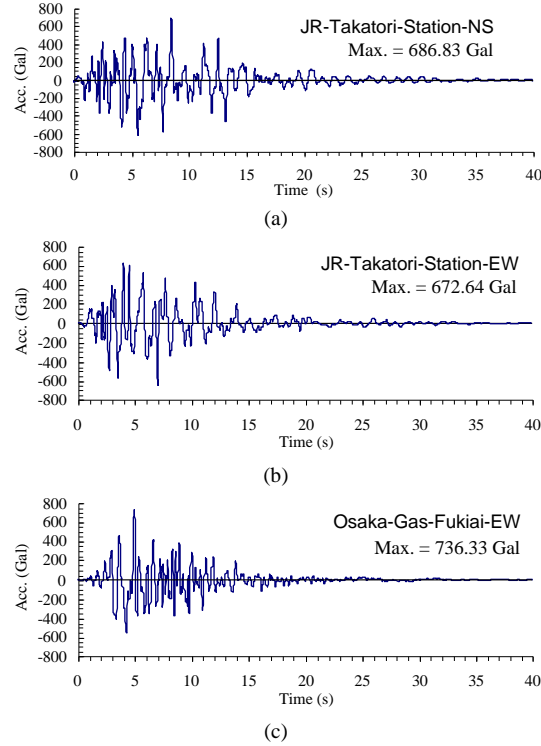 JR-Takatori-Station-NS
Max. = 686.83 Gal
Acc. (Gal)
800
600
400
200
0
-200
-400
-600
-800
0 5 10 15 20 25 30 35 40
Time (s)
(a)
JR-Takatori-Station-EW
Max. = 672.64 Gal
Acc. (Gal)
800
600
400
200
0
-200
-400
-600
-800
0 5 10 15 20 25 30 35 40
Time (s)
(b)
Osaka-Gas-Fukiai-EW
Max. = 736.33 Gal
Acc. (Gal)
800
600
400
200
0
-200
-400
-600
-800
0 5 10 15 20 25 30 35 40
Time (s)
(c)